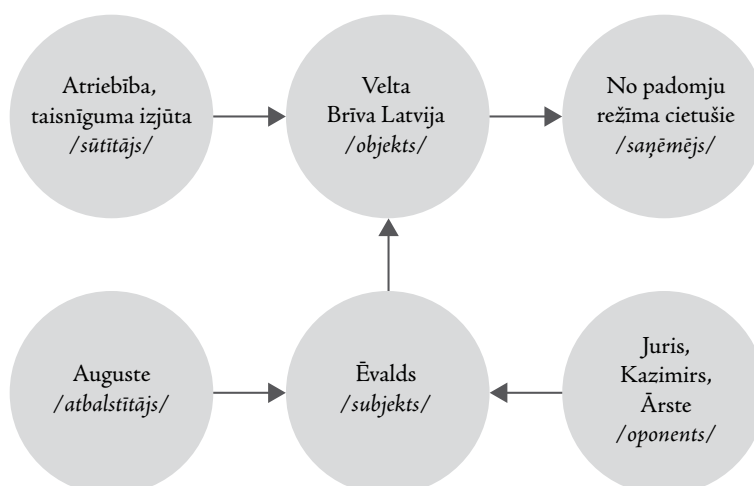 Atriebība,
taisnīguma izjūta
/sūtītājs/
Velta
Brīva Latvija
/objekts/
No padomju
režīma cietušie
/saņēmējs/
Auguste
/atbalstītājs/
Ēvalds
/subjekts/
Juris,
Kazimirs,
Ārste
/oponents/